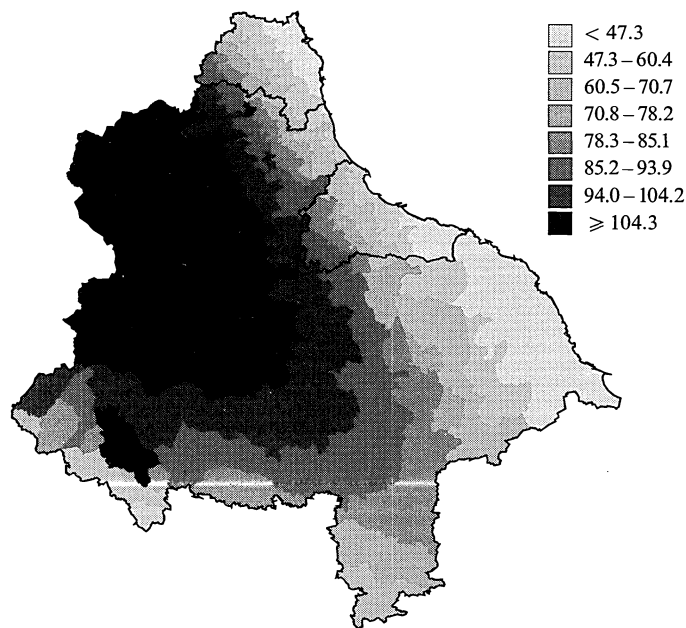 < 47.3
47.3 – 60.4
60.5 – 70.7
70.8 – 78.2
78.3 – 85.1
85.2 – 93.9
94.0 – 104.2
⩾ 104.3